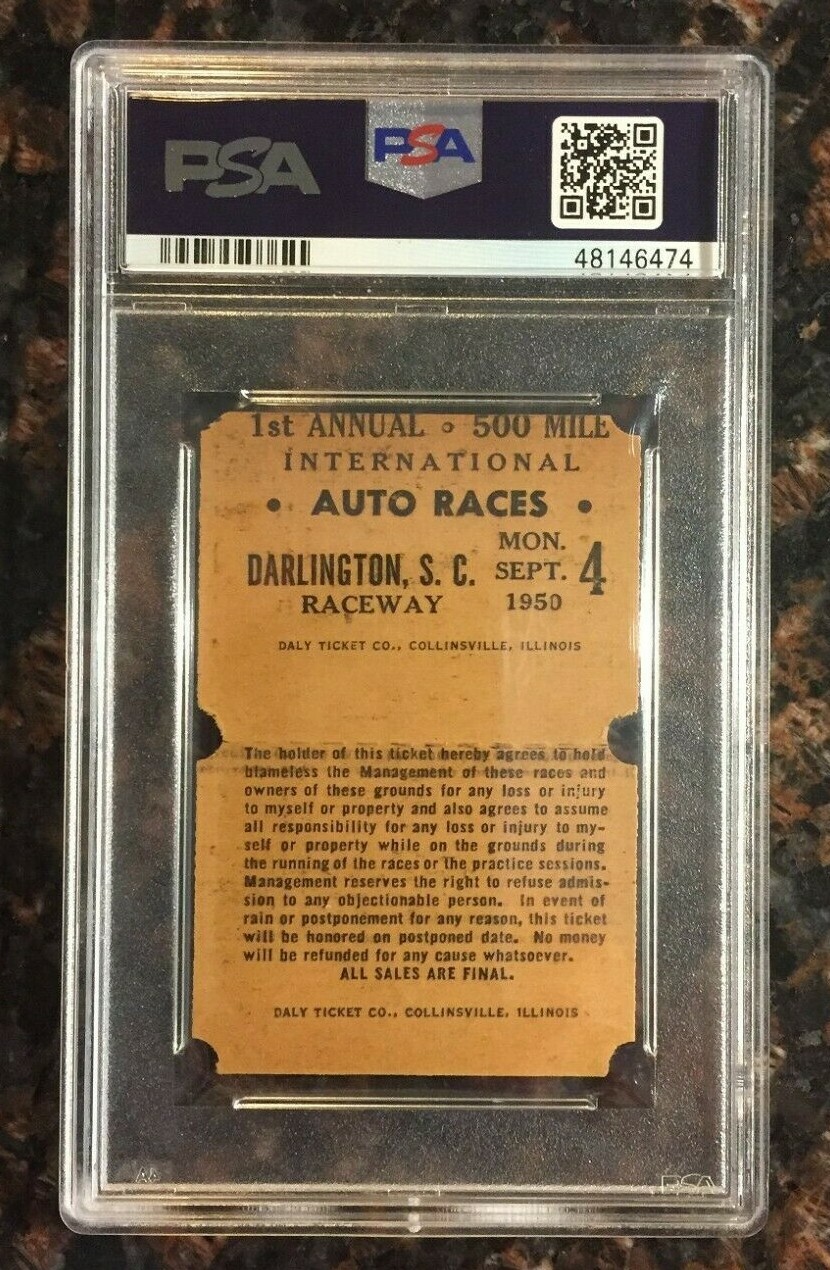 PSA PSA
48146474
1st ANNUAL • 500 MILE
INTERNATIONAL
• AUTO RACES •
DARLINGTON, S. C. MON. SEPT. 4
RACEWAY 1950
DALY TICKET CO., COLLINSVILLE, ILLINOIS
The holder of this ticket hereby agrees to hold
blameless the Management of these races and
owners of these grounds for any loss or injury
to myself or property and also agrees to assume
all responsibility for any loss or injury to my-
self or property while on the grounds during
the running of the races or the practice sessions.
Management reserves the right to refuse admis-
sion to any objectionable person. In event of
rain or postponement for any reason, this ticket
will be honored on postponed date. No money
will be refunded for any cause whatsoever.
ALL SALES ARE FINAL.
DALY TICKET CO., COLLINSVILLE, ILLINOIS
PSA